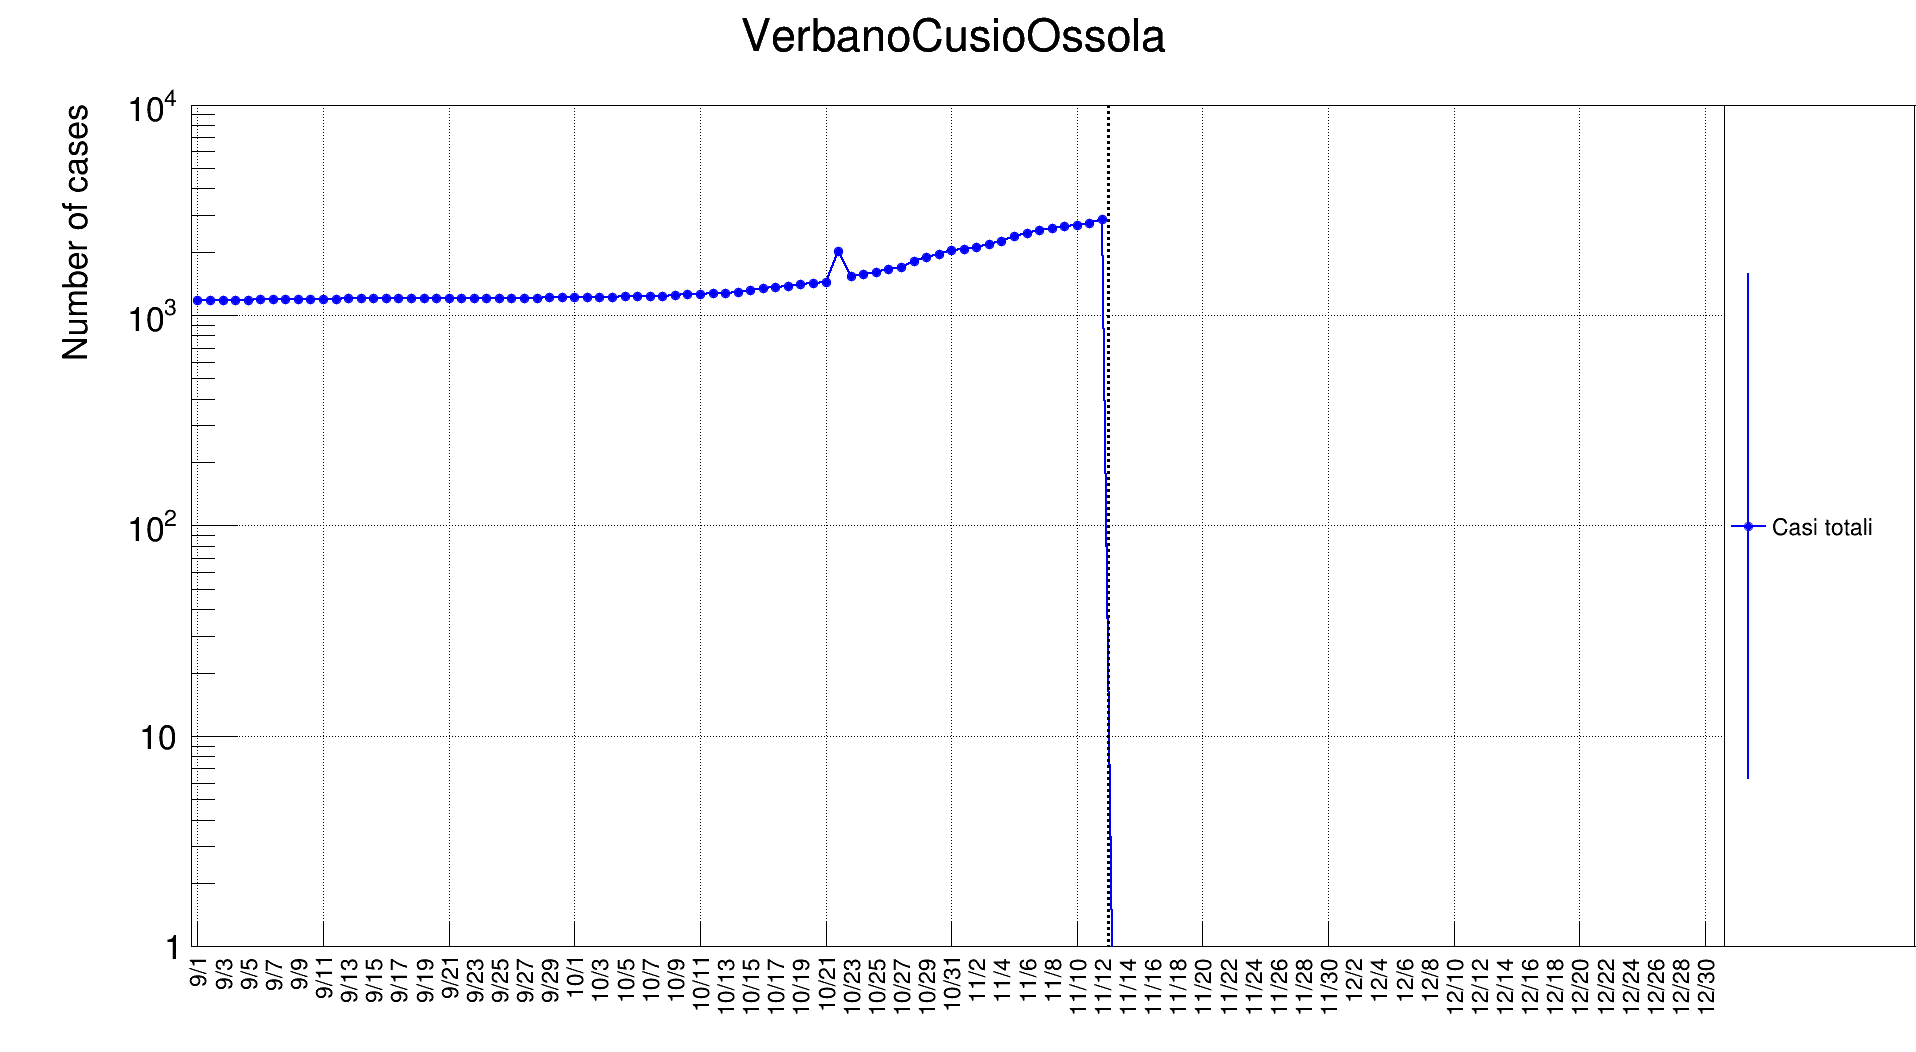 VerbanoCusioOssola
Number of cases
10⁴
10³
10²
10
1
9/1 9/3 9/5 9/7 9/9 9/11 9/13 9/15 9/17 9/19 9/21 9/23 9/25 9/27 9/29 10/1 10/3 10/5 10/7 10/9 10/11 10/13 10/15 10/17 10/19 10/21 10/23 10/25 10/27 10/29 10/31 11/2 11/4 11/6 11/8 11/10 11/12 11/14 11/16 11/18 11/20 11/22 11/24 11/26 11/28 11/30 12/2 12/4 12/6 12/8 12/10 12/12 12/14 12/16 12/18 12/20 12/22 12/24 12/26 12/28 12/30
Casi totali